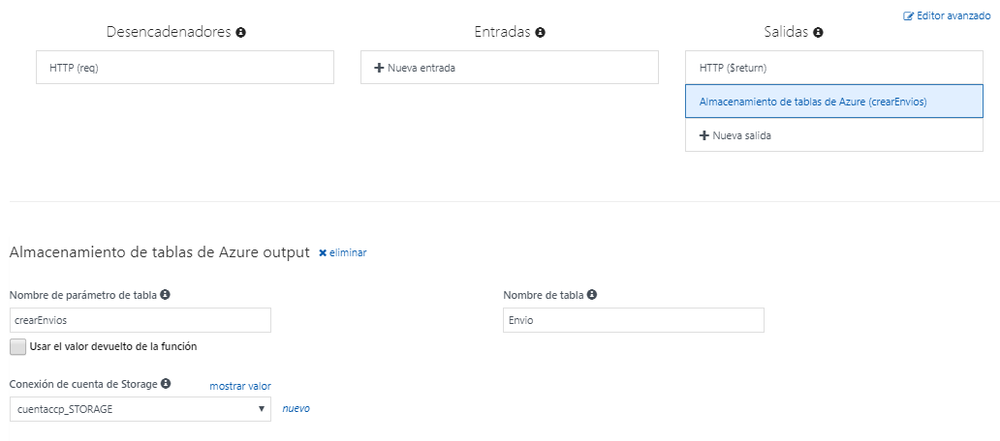 Editor avanzado
Desencadenadores
Entradas
Salidas
HTTP (req)
Nueva entrada
HTTP ($return)
Almacenamiento de tablas de Azure (crearEnvios)
Nueva salida
Almacenamiento de tablas de Azure output
eliminar
Nombre de parámetro de tabla
Nombre de tabla
crearEnvios
Envio
Usar el valor devuelto de la función
Conexión de cuenta de Storage
mostrar valor
cuentaccp_STORAGE
nuevo